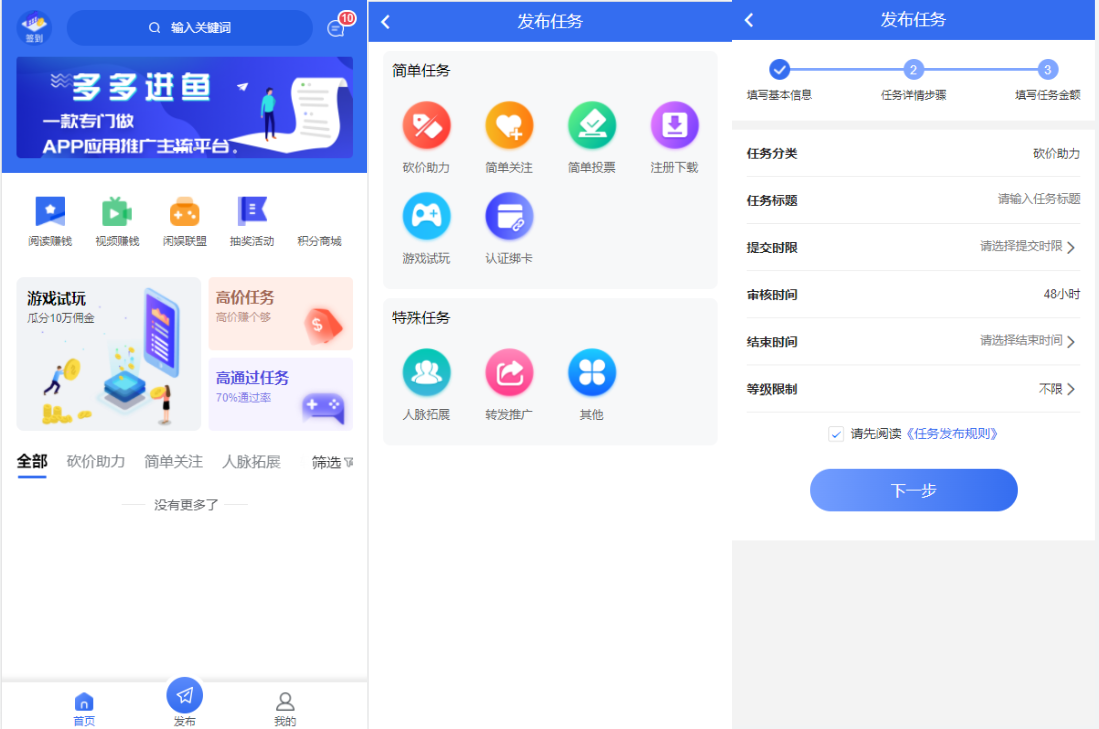 签到
输入关键词
10
多多进鱼
一款专门做
APP应用推广主流平台。
阅读赚钱
视频赚钱
闲娱联盟
抽奖活动
积分商城
游戏试玩
瓜分10万佣金
高价任务
高价赚个够
高通过任务
70%通过率
全部
砍价助力
简单关注
人脉拓展
筛选
没有更多了
首页
发布
我的
发布任务
简单任务
砍价助力
简单关注
简单投票
注册下载
游戏试玩
认证绑卡
特殊任务
人脉拓展
转发推广
其他
发布任务
2
3
填写基本信息
任务详情步骤
填写任务金额
任务分类
砍价助力
任务标题
请输入任务标题
提交时限
请选择提交时限
审核时间
48小时
结束时间
请选择结束时间
等级限制
不限
请先阅读《任务发布规则》
下一步